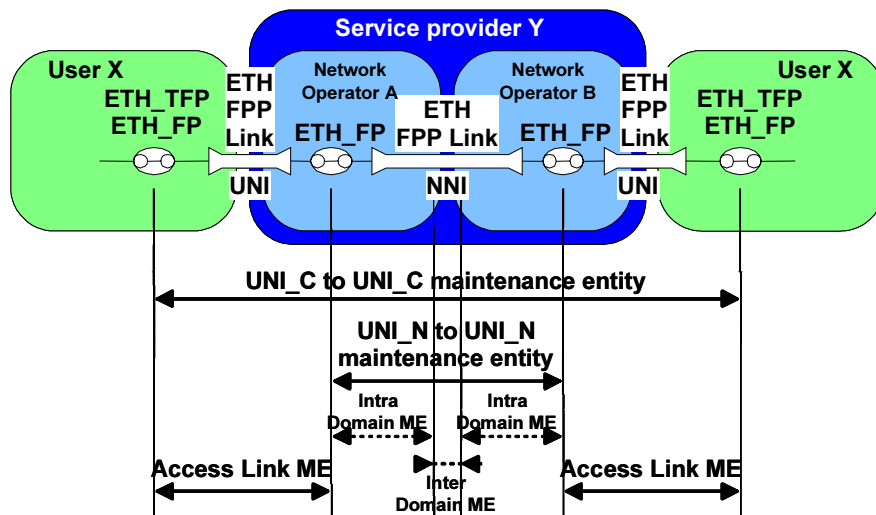 Service provider Y
User X
ETH_TFP
ETH_FP
ETH
FPP
Link
UNI
Network
Operator A
ETH_FP
ETH
FPP Link
NNI
Network
Operator B
ETH_FP
ETH
FPP
Link
UNI
User X
ETH_TFP
ETH_FP
UNI_C to UNI_C maintenance entity
UNI_N to UNI_N
maintenance entity
Intra
Domain ME
Intra
Domain ME
Access Link ME
Inter
Domain ME
Access Link ME